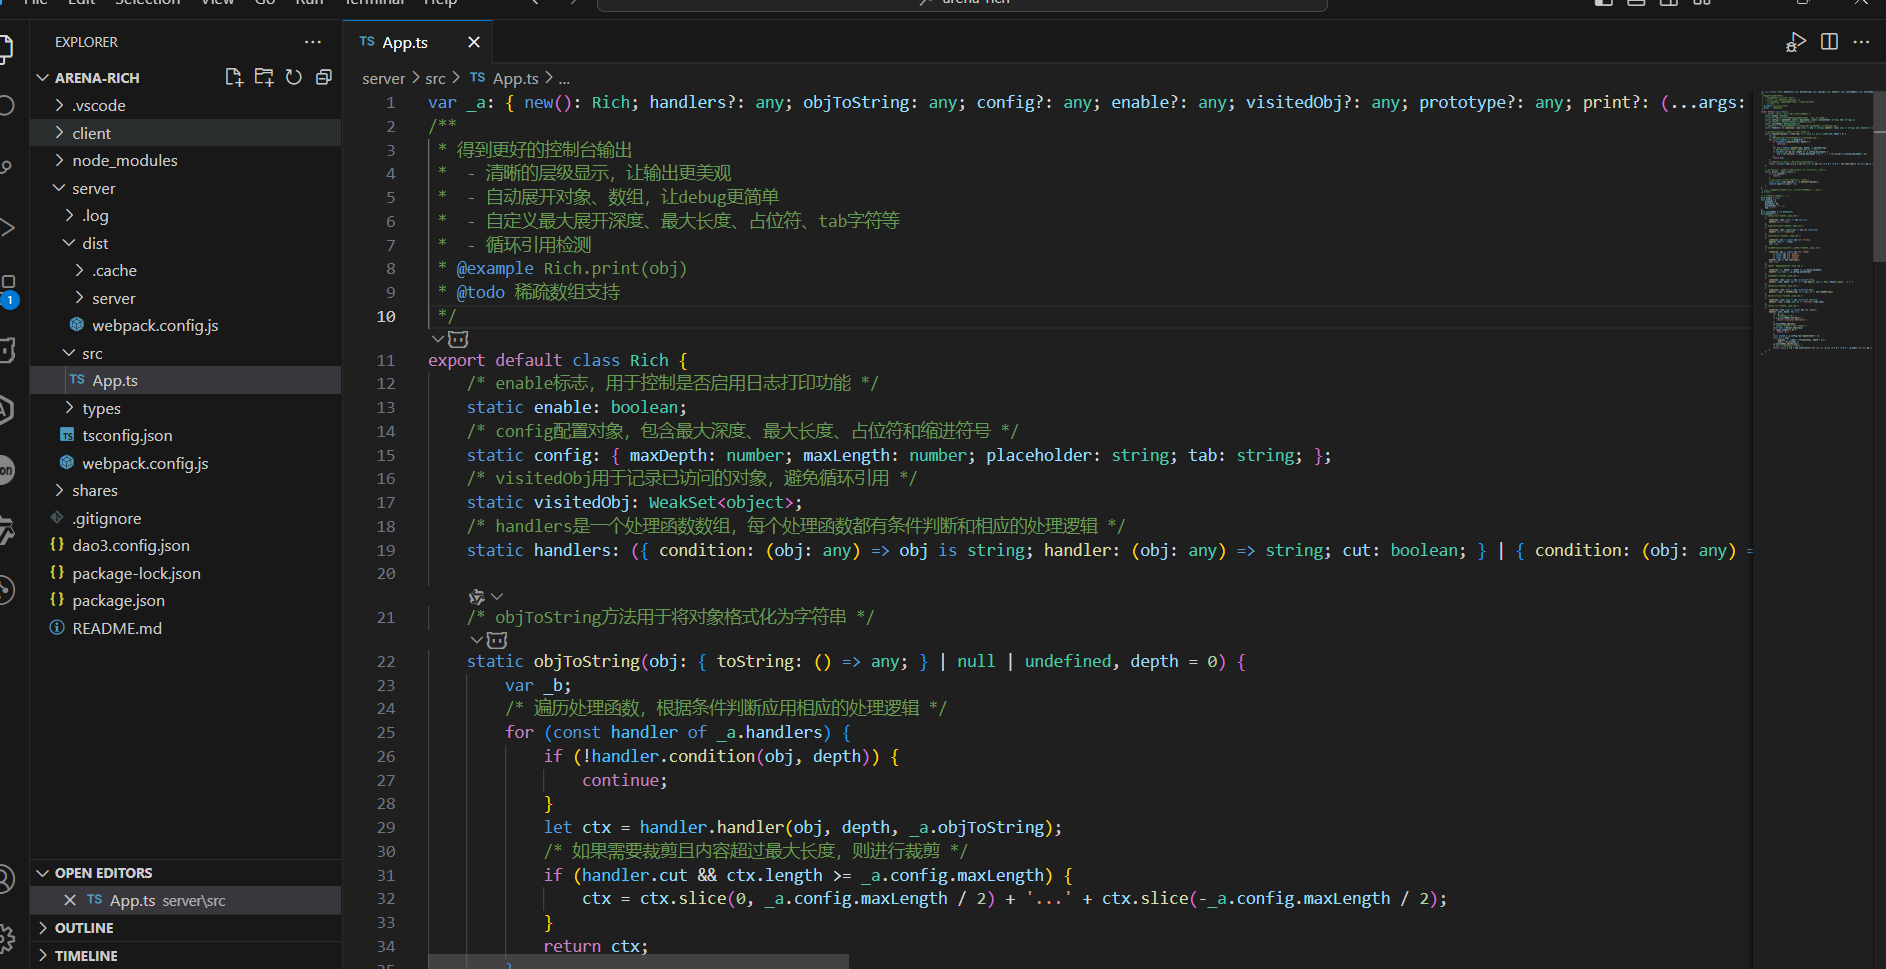 File Edit Selection View Go Run Terminal Help
arena-rich
EXPLORER
ARENA-RICH
.vscode
client
node_modules
server
.log
dist
.cache
server
webpack.config.js
src
TS App.ts
types
TS tsconfig.json
webpack.config.js
shares
.gitignore
{} dao3.config.json
{} package-lock.json
{} package.json
README.md
1
OPEN EDITORS
TS App.ts server\src
OUTLINE
TIMELINE
TS App.ts
server > src > TS App.ts > ...
1 var _a: { new(): Rich; handlers?: any; objToString: any; config?: any; enable?: any; visitedObj?: any; prototype?: any; print?: (...args:
2 /**
3 * 得到更好的控制台输出
4 * - 清晰的层级显示，让输出更美观
5 * - 自动展开对象、数组，让debug更简单
6 * - 自定义最大展开深度、最大长度、占位符、tab字符等
7 * - 循环引用检测
8 * @example Rich.print(obj)
9 * @todo 稀疏数组支持
10 */
11 export default class Rich {
12 /* enable标志，用于控制是否启用日志打印功能 */
13 static enable: boolean;
14 /* config配置对象，包含最大深度、最大长度、占位符和缩进符号 */
15 static config: { maxDepth: number; maxLength: number; placeholder: string; tab: string; };
16 /* visitedObj用于记录已访问的对象，避免循环引用 */
17 static visitedObj: WeakSet<object>;
18 /* handlers是一个处理函数数组，每个处理函数都有条件判断和相应的处理逻辑 */
19 static handlers: ({ condition: (obj: any) => obj is string; handler: (obj: any) => string; cut: boolean; } | { condition: (obj: any) =
20
21 /* objToString方法用于将对象格式化为字符串 */
22 static objToString(obj: { toString: () => any; } | null | undefined, depth = 0) {
23 var _b;
24 /* 遍历处理函数，根据条件判断应用相应的处理逻辑 */
25 for (const handler of _a.handlers) {
26 if (!handler.condition(obj, depth)) {
27 continue;
28 }
29 let ctx = handler.handler(obj, depth, _a.objToString);
30 /* 如果需要裁剪且内容超过最大长度，则进行裁剪 */
31 if (handler.cut && ctx.length >= _a.config.maxLength) {
32 ctx = ctx.slice(0, _a.config.maxLength / 2) + '...' + ctx.slice(-_a.config.maxLength / 2);
33 }
34 return ctx;
35 }